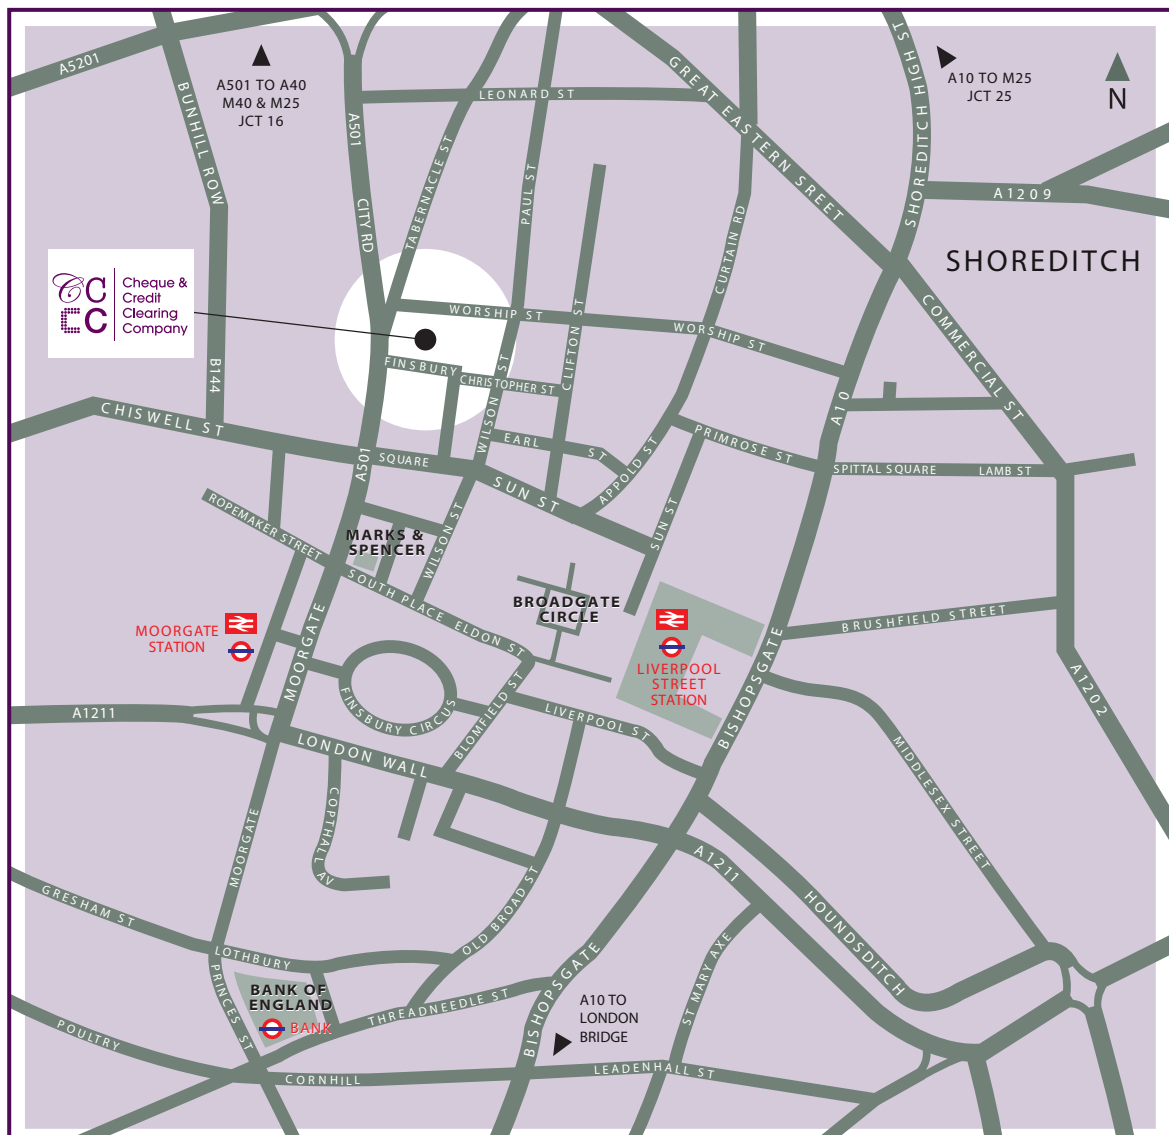 A5201
BUNHILL ROW
A501 TO A40
M40 & M25
JCT 16
A501
CITY RD
TABERNACLE ST
LEONARD ST
PAUL ST
GREAT EASTERN SREET
SHOREDITCH HIGH ST
A10 TO M25
JCT 25
N
A1209
SHOREDITCH
CURTAIN RD
CC
CC
Cheque &
Credit
Clearing
Company
WORSHIP ST
WORSHIP ST
CLIFTON ST
COMMERCIAL ST
B144
FINSBURY
CHRISTOPHER ST
WILSON ST
A10
CHISWELL ST
EARL ST
APPOLD ST
PRIMROSE ST
A501
SQUARE
SUN ST
SPITTAL SQUARE
LAMB ST
ROPEMAKER STREET
MARKS &
SPENCER
WILSON ST
SUN ST
SOUTH PLACE
ELDON ST
BROADGATE
CIRCLE
BRUSHFIELD STREET
MOORGATE
STATION
MOORGATE
LIVERPOOL
STREET
STATION
BISHOPSGATE
A1202
FINSBURY CIRCUS
BLOMFIELD ST
LIVERPOOL ST
A1211
LONDON WALL
MIDDLESEX STREET
COPTHALL AV
MOORGATE
A1211
HOUNDSDITCH
GRESHAM ST
LOTHBURY
OLD BROAD ST
ST MARY AXE
PRINCES ST
BANK OF
ENGLAND
BANK
THREADNEEDLE ST
BISHOPSGATE
A10 TO
LONDON
BRIDGE
POULTRY
CORNHILL
LEADENHALL ST